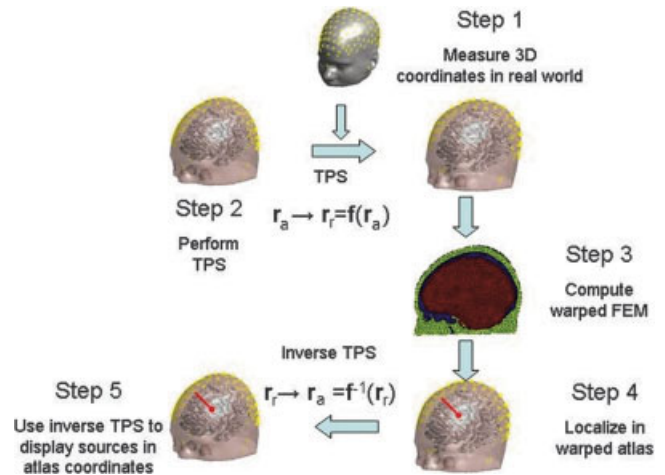 Step 1
Measure 3D
coordinates in real
world
TPS
Step 2
Perform
TPS
rₐ → rᵣ=f(rₐ)
Step 3
Compute
warped FEM
Inverse TPS
rᵣ → rₐ =f⁻¹(rᵣ)
Step 4
Localize in
warped atlas
Step 5
Use inverse TPS to
display sources in
atlas coordinates